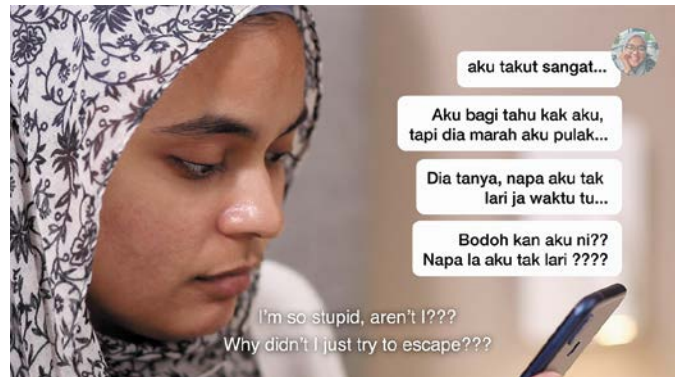 aku takut sangat...
Aku bagi tahu kak aku,
tapi dia marah aku pulak...
Dia tanya, napa aku tak
lari ja waktu tu...
Bodoh kan aku ni??
Napa la aku tak lari ????
I'm so stupid, aren't I???
Why didn't I just try to escape???